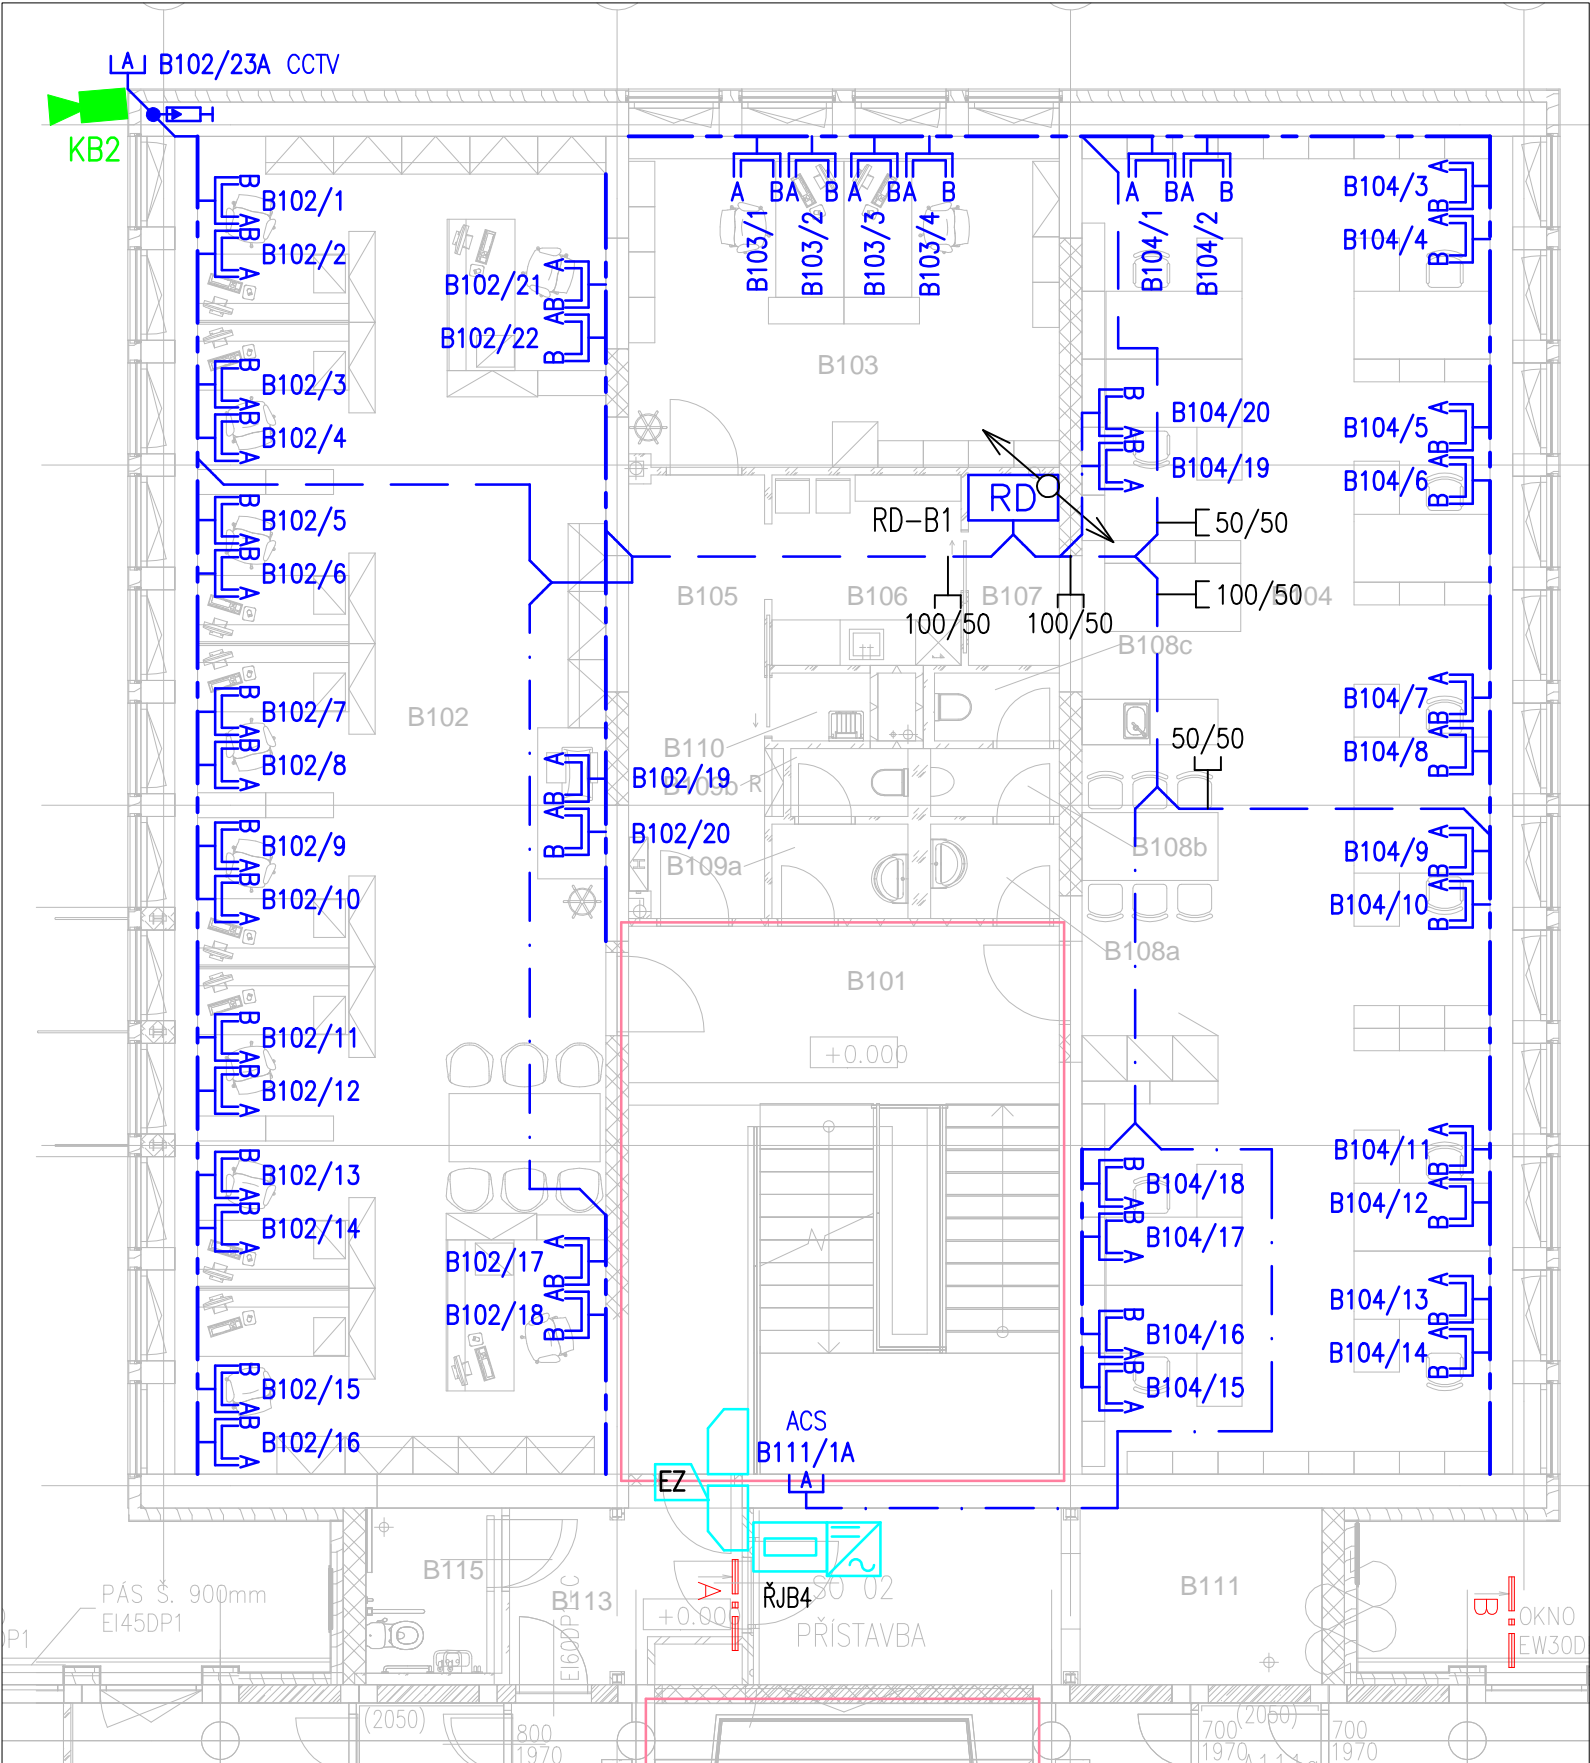 A B102/23A CCTV
KB2
B A B102/1
B A B102/2
B A B102/3
B A B102/4
B A B102/5
B A B102/6
B A B102/7
B A B102/8
B A B102/9
B A B102/10
B A B102/11
B A B102/12
B A B102/13
B A B102/14
B A B102/15
B A B102/16
B102/21 A B
B102/22 A B
B102
B102/19 A B
B102/20 A B
B102/17 A B
B102/18 A B
A B A B A B A B
B103/1
B103/2
B103/3
B103/4
B103
RD
RD-B1
B105
B106
B107
100/50
100/50
B108c
B110
B109b R
B109a
B108b
B108a
B101
+0.000
A B A B
B104/1
B104/2
B104/3 A B
B104/4 A B
B A B104/20
B A B104/19
B104/5 A B
B104/6 A B
50/50
100/50
B104
B104/7 A B
B104/8 A B
50/50
B104/9 A B
B104/10 A B
B104/11 A B
B104/12 A B
B A B104/18
B A B104/17
B104/13 A B
B104/14 A B
B A B104/16
B A B104/15
ACS
B111/1A
A
EZ
ŘJB4
A
SO 02
PŘÍSTAVBA
B115
B113
B111
+0.00
PÁS Š. 900mm
EI45DP1
DP1
B
OKNO
EW30D
(2050)
800
1970
700
1970
(2060)
700
1970